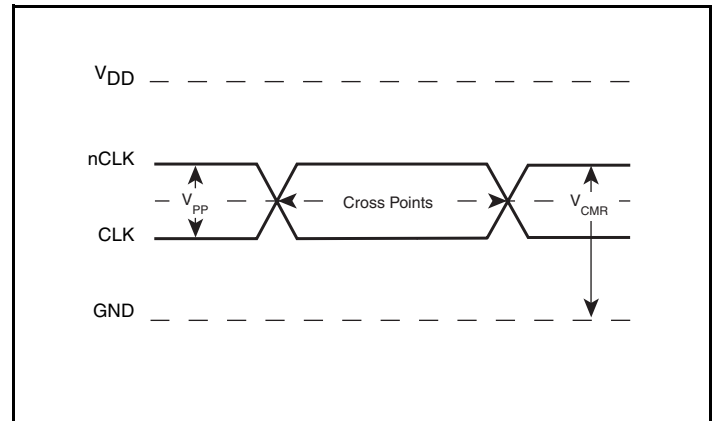 VDD
nCLK
VPP
Cross Points
VCMR
CLK
GND